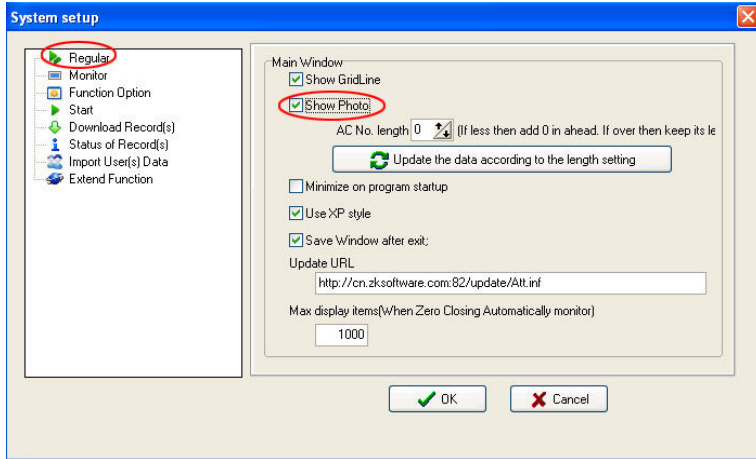 System setup
Regular
Monitor
Function Option
Start
Download Record(s)
Status of Record(s)
Import User(s) Data
Extend Function
Main Window
Show GridLine
Show Photo
AC No. length 0 (If less then add 0 in ahead. If over then keep its le
Update the data according to the length setting
Minimize on program startup
Use XP style
Save Window after exit;
Update URL
http://cn.zksoftware.com:82/update/Att.inf
Max display items(When Zero Closing Automatically monitor)
1000
OK
Cancel